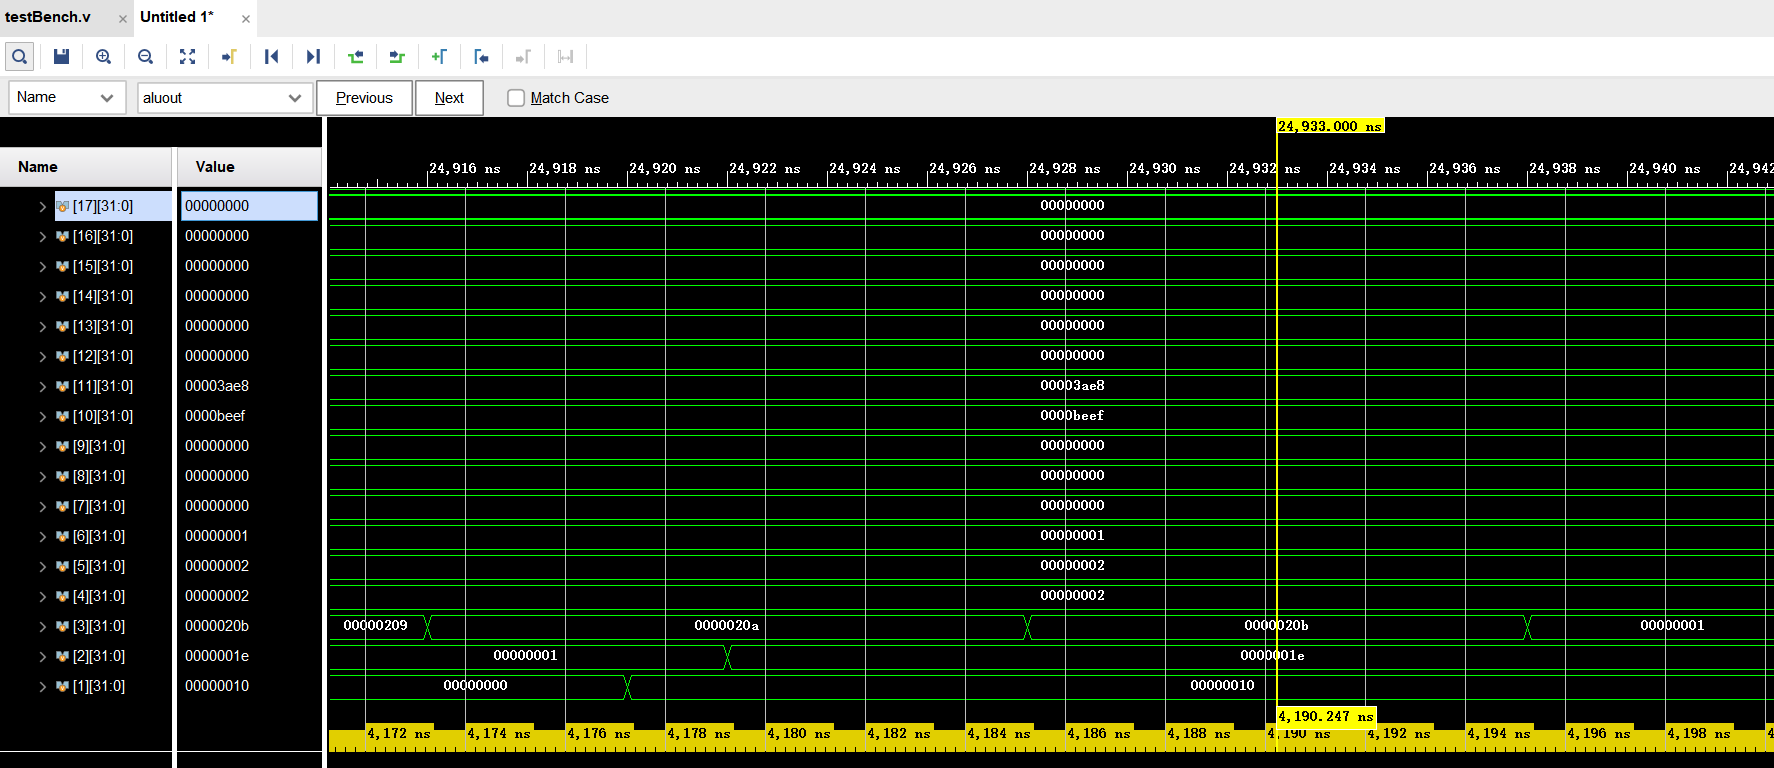 testBench.v × Untitled 1* ×
Name aluout Previous Next Match Case
24,933.000 ns
Name Value 24,916 ns 24,918 ns 24,920 ns 24,922 ns 24,924 ns 24,926 ns 24,928 ns 24,930 ns 24,932 ns 24,934 ns 24,936 ns 24,938 ns 24,940 ns 24,942
[17][31:0] 00000000 00000000
[16][31:0] 00000000 00000000
[15][31:0] 00000000 00000000
[14][31:0] 00000000 00000000
[13][31:0] 00000000 00000000
[12][31:0] 00000000 00000000
[11][31:0] 00003ae8 00003ae8
[10][31:0] 0000beef 0000beef
[9][31:0] 00000000 00000000
[8][31:0] 00000000 00000000
[7][31:0] 00000000 00000000
[6][31:0] 00000001 00000001
[5][31:0] 00000002 00000002
[4][31:0] 00000002 00000002
[3][31:0] 0000020b 00000209 0000020a 0000020b 00000001
[2][31:0] 0000001e 00000001 0000001e
[1][31:0] 00000010 00000000 00000010
4,190.247 ns
4,172 ns 4,174 ns 4,176 ns 4,178 ns 4,180 ns 4,182 ns 4,184 ns 4,186 ns 4,188 ns 4,190 ns 4,192 ns 4,194 ns 4,196 ns 4,198 ns